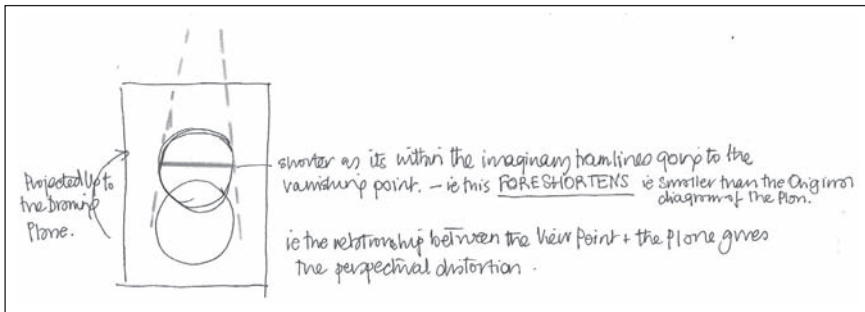 Projected Up to
the Drawing
Plane.
shorter as its within the imaginary tramlines going to the
vanishing point. – ie this FORESHORTENS ie smaller than the Original
diagram of the Plan.
ie the relationship between the View Point + the Plane gives
the perspectival distortion.